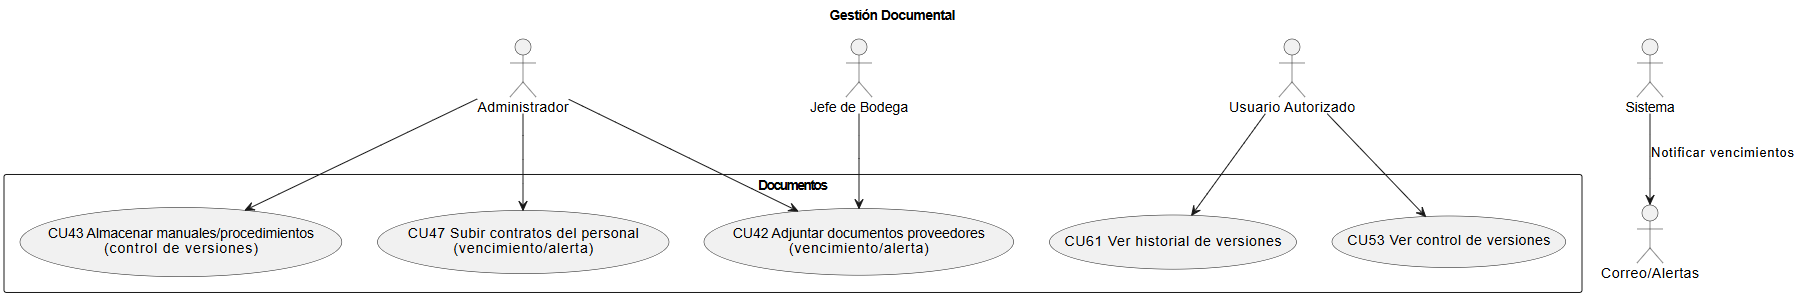 Gestión Documental
Administrador
Jefe de Bodega
Usuario Autorizado
Sistema
Notificar vencimientos
Documentos
CU43 Almacenar manuales/procedimientos
(control de versiones)
CU47 Subir contratos del personal
(vencimiento/alerta)
CU42 Adjuntar documentos proveedores
(vencimiento/alerta)
CU61 Ver historial de versiones
CU53 Ver control de versiones
Correo/Alertas